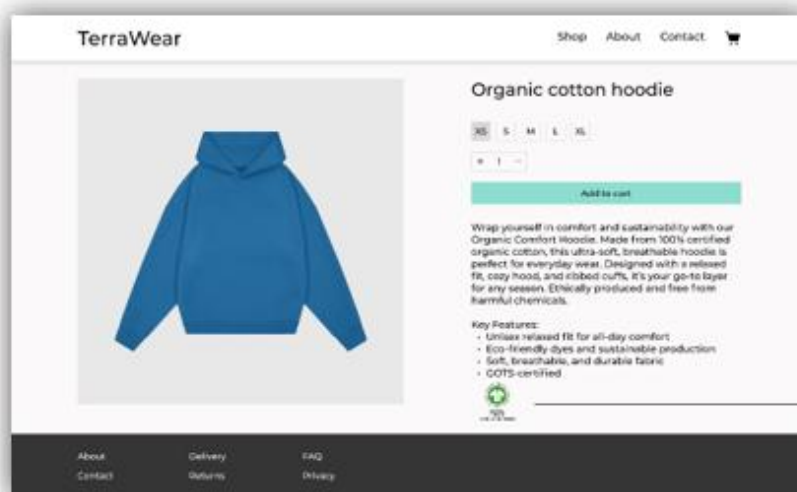 TerraWear
Shop About Contact
Organic cotton hoodie
XS S M L XL
+ 1 -
Add to cart
Wrap yourself in comfort and sustainability with our
Organic Comfort Hoodie. Made from 100% certified
organic cotton, this ultra-soft, breathable hoodie is
perfect for everyday wear. Designed with a relaxed
fit, cozy hood, and ribbed cuffs, it's your go-to layer
for any season. Ethically produced and free from
harmful chemicals.
Key Features:
• Unisex relaxed fit for all-day comfort
• Eco-friendly dyes and sustainable production
• Soft, breathable, and durable fabric
• GOTS-certified
About Delivery FAQ
Contact Returns Privacy